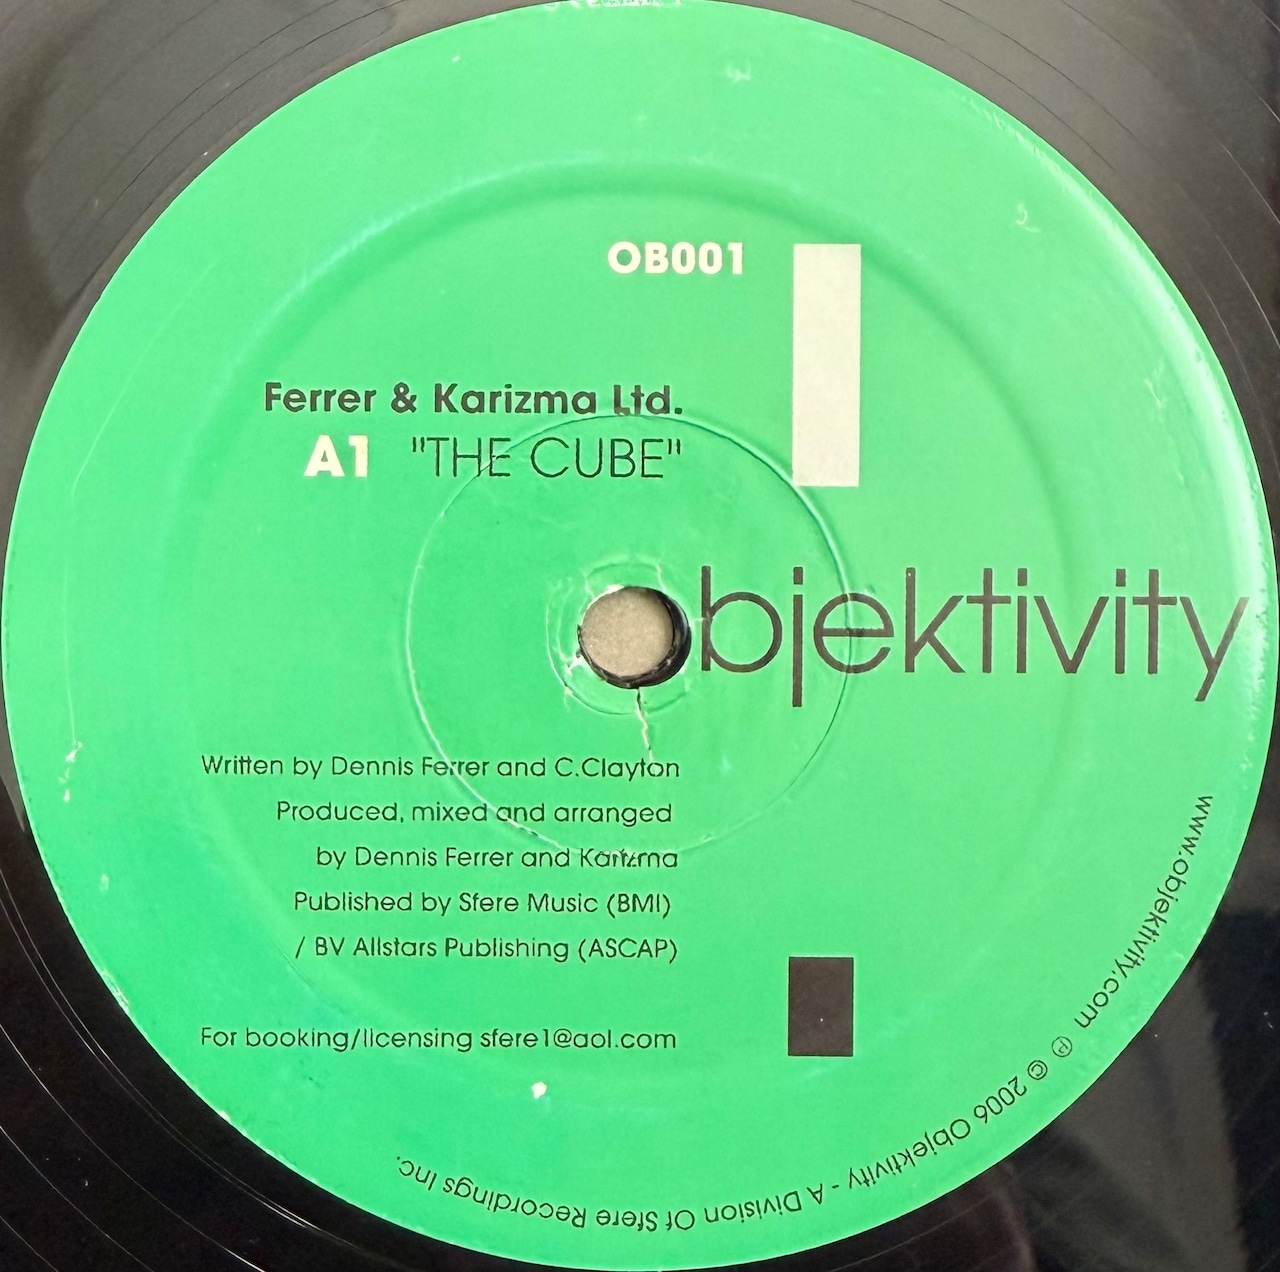 OB001
Ferrer & Karizma Ltd.
A1 "THE CUBE"
bjektivity
Written by Dennis Ferrer and C.Clayton
Produced, mixed and arranged
by Dennis Ferrer and Karizma
Published by Sfere Music (BMI)
/ BV Allstars Publishing (ASCAP)
For booking/licensing sfere1@aol.com
www.objektivity.com ℗ © 2006 Objektivity - A Division Of Sfere Recordings Inc.